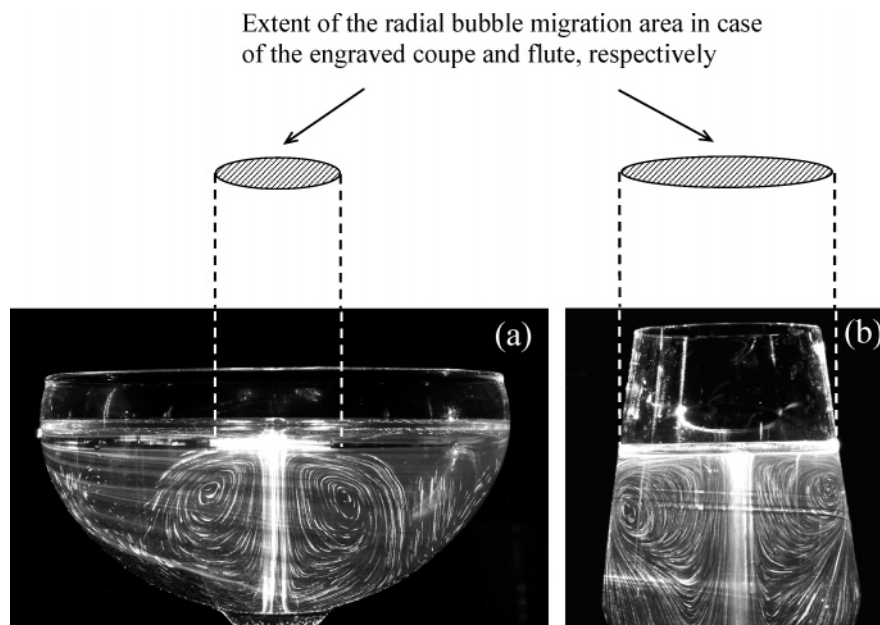 Extent of the radial bubble migration area in case
of the engraved coupe and flute, respectively
(a)
(b)